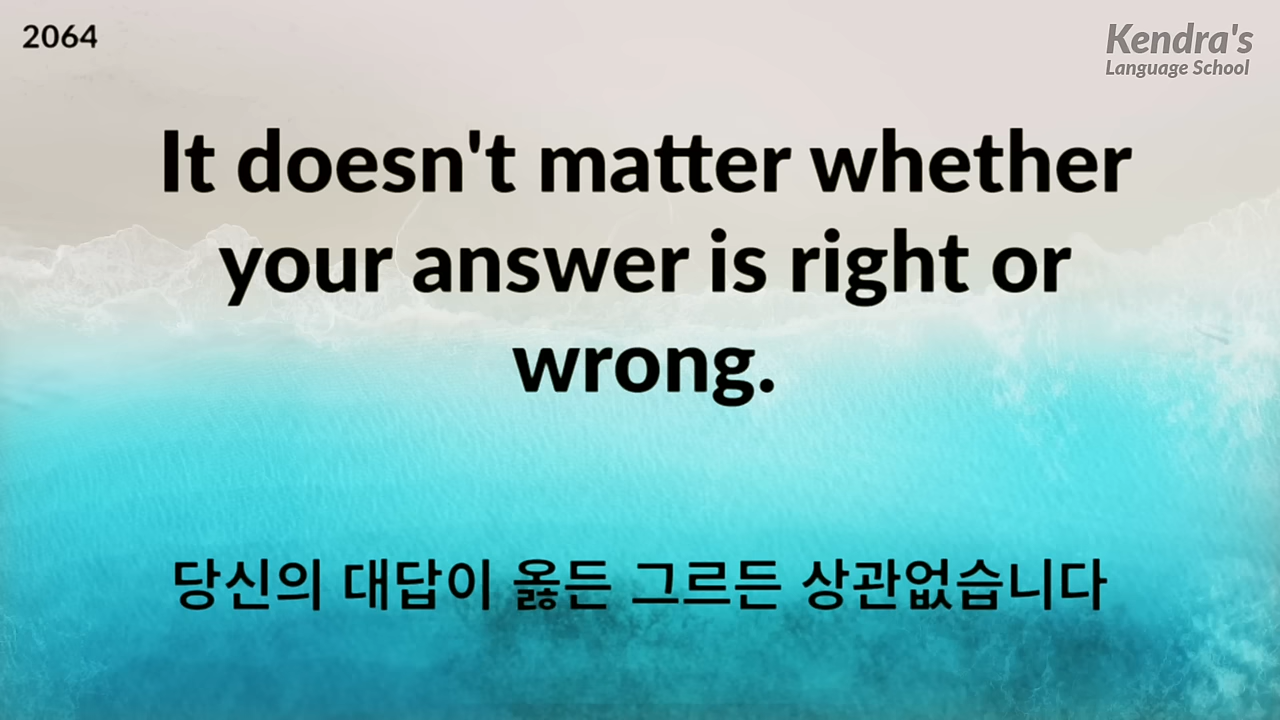 2064
Kendra's
Language School
It doesn't matter whether
your answer is right or
wrong.
당신의 대답이 옳든 그르든 상관없습니다